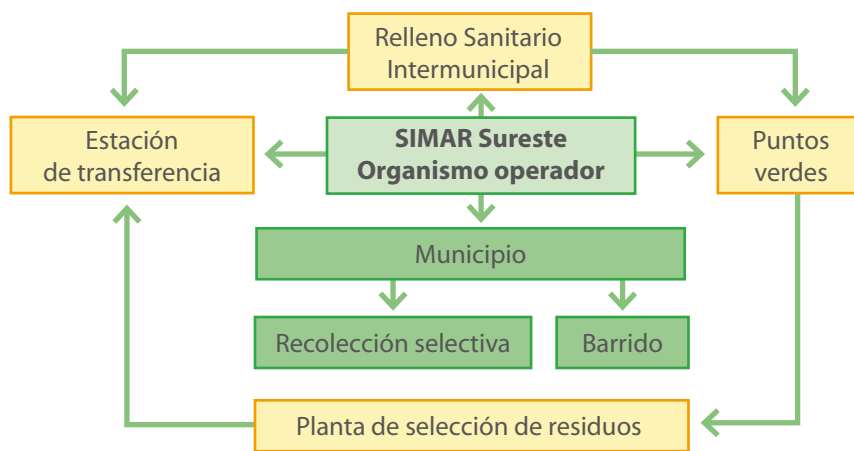 Relleno Sanitario
Intermunicipal
Estación
de transferencia
SIMAR Sureste
Organismo operador
Puntos
verdes
Municipio
Recolección selectiva
Barrido
Planta de selección de residuos